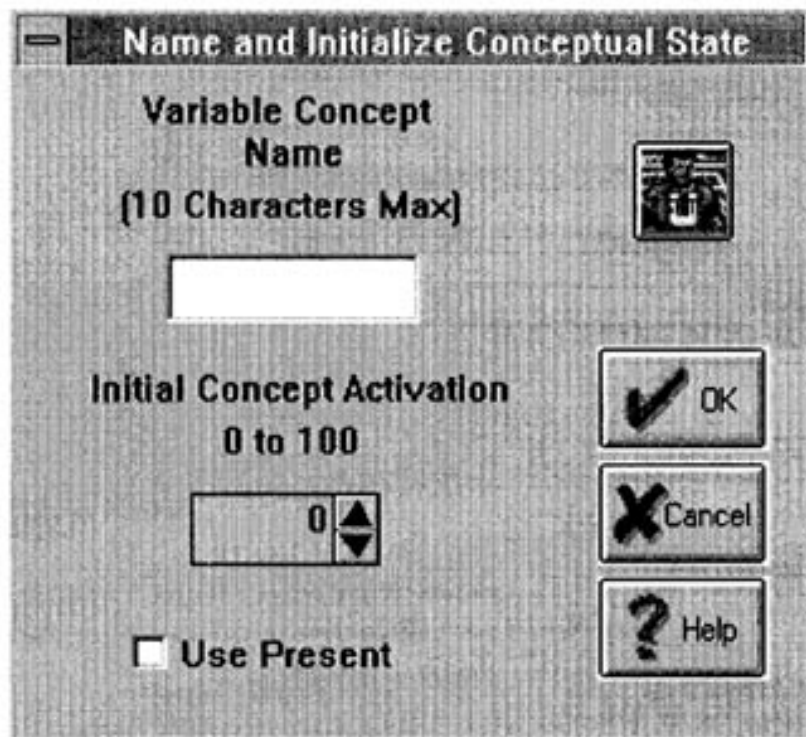 Name and Initialize Conceptual State
Variable Concept
Name
(10 Characters Max)
Initial Concept Activation
0 to 100
0
Use Present
OK
Cancel
Help